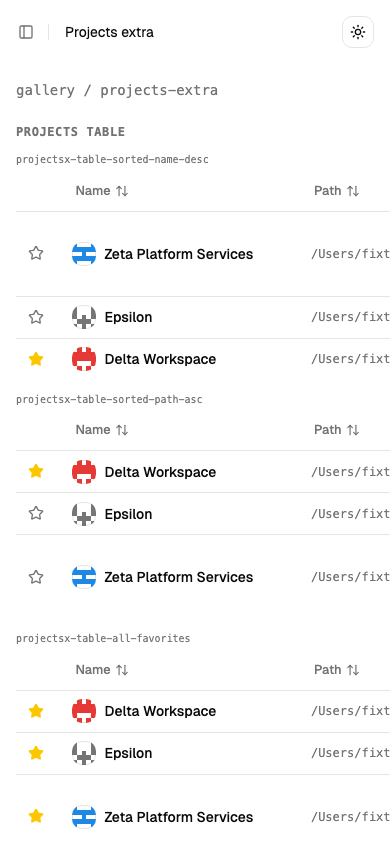 Projects extra
gallery / projects-extra
PROJECTS TABLE
projectsx-table-sorted-name-desc
Name Path
Zeta Platform Services /Users/fixt
Epsilon /Users/fixt
Delta Workspace /Users/fixt
projectsx-table-sorted-path-asc
Name Path
Delta Workspace /Users/fixt
Epsilon /Users/fixt
Zeta Platform Services /Users/fixt
projectsx-table-all-favorites
Name Path
Delta Workspace /Users/fixt
Epsilon /Users/fixt
Zeta Platform Services /Users/fixt